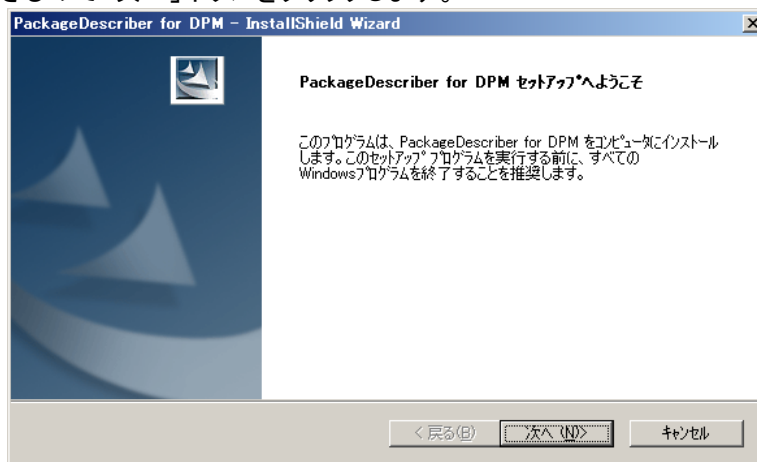 PackageDescriber for DPM - InstallShield Wizard
PackageDescriber for DPM ｾｯﾄｱｯﾌﾟへようこそ
このﾌﾟﾛｸﾞﾗﾑは、PackageDescriber for DPM をｺﾝﾋﾟｭｰﾀにインストール
します。このｾｯﾄｱｯﾌﾟ ﾌﾟﾛｸﾞﾗﾑを実行する前に、すべての
Windowsﾌﾟﾛｸﾞﾗﾑを終了することを推奨します。
< 戻る(B)
次へ (N)>
ｷｬﾝｾﾙ